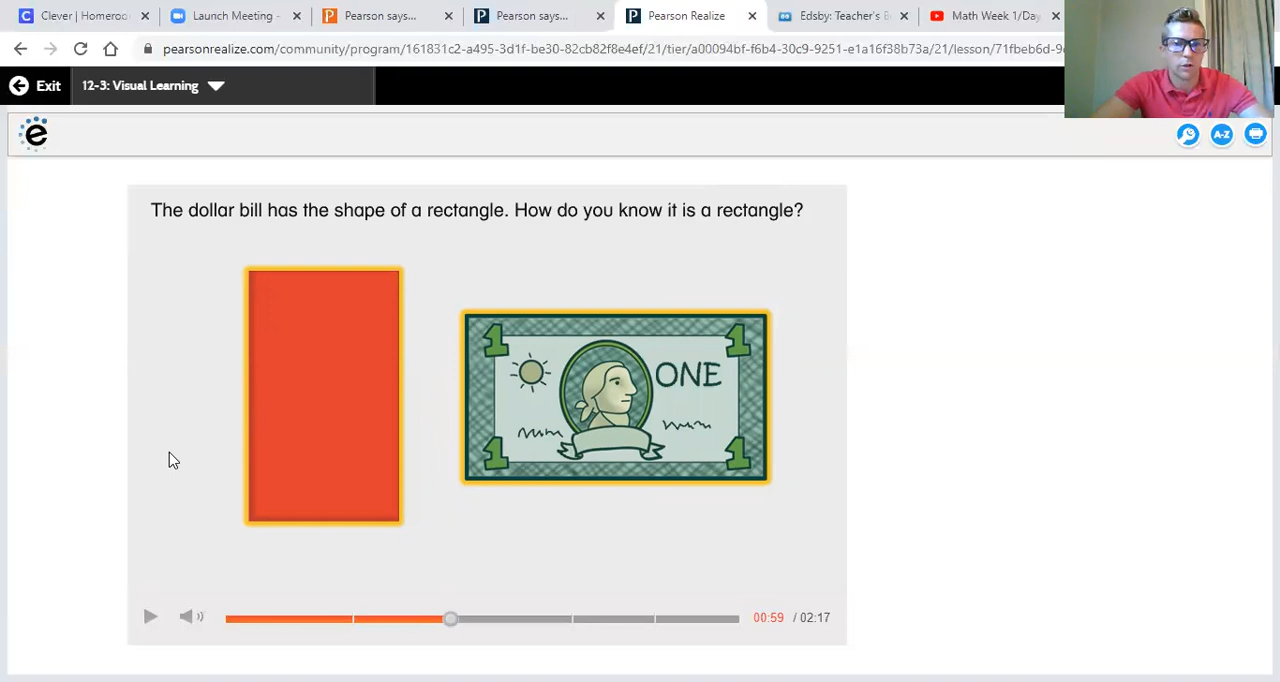 Clever | Homeroo
Launch Meeting -
Pearson says...
Pearson says...
Pearson Realize
Edsby: Teacher's B
Math Week 1/Day
pearsonrealize.com/community/program/161831c2-a495-3d1f-be30-82cb82f8e4ef/21/tier/a00094bf-f6b4-30c9-9251-e1a16f38b73a/21/lesson/71fbeb6d-9
Exit
12-3: Visual Learning
e
A-Z
The dollar bill has the shape of a rectangle. How do you know it is a rectangle?
1 1
ONE
1 1
00:59 / 02:17